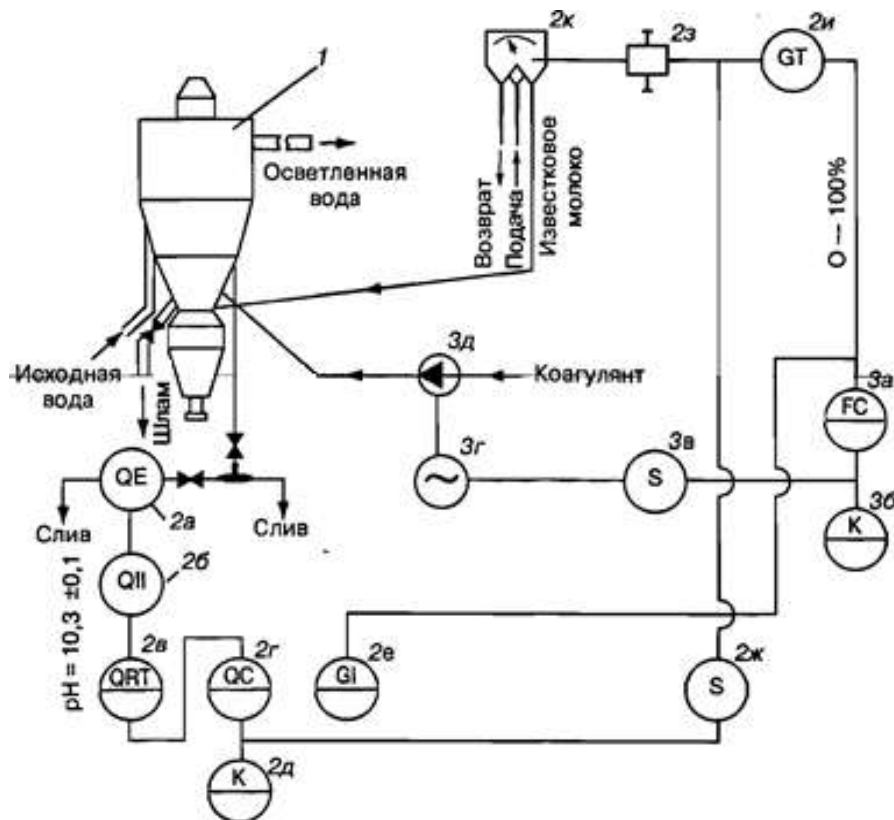 2к
2з
2и
GT
1
Осветленная
вода
Возврат
Подача
Известковое
молоко
О — 100%
3д
Коагулянт
3а
FC
Исходная
вода
Шлам
3г
3в
S
3б
K
QE
2а
Слив
Слив
QII
2б
pH = 10,3 ±0,1
2в
QRT
2г
QC
2е
GI
2ж
S
2д
K